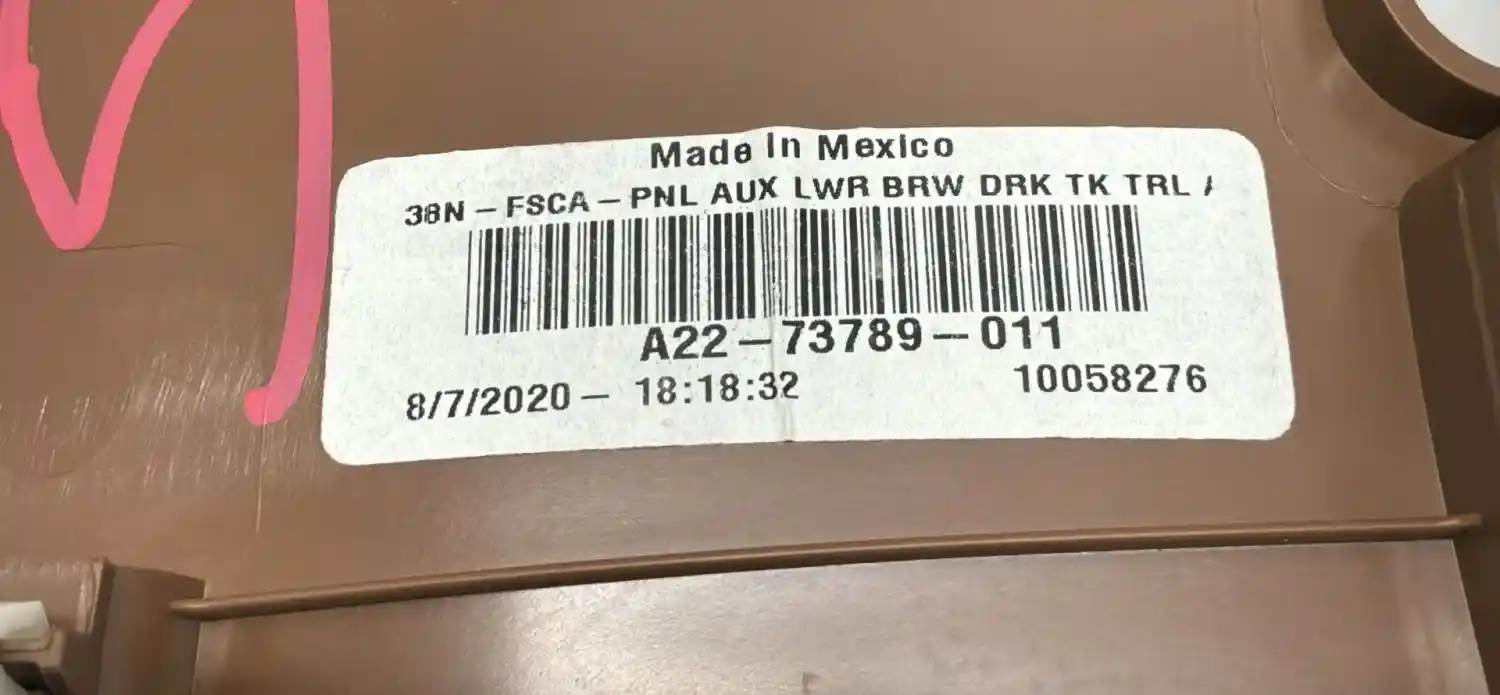 Made In Mexico
38N - FSCA - PNL AUX LWR BRW DRK TK TRL
A22-73789-011
8/7/2020 - 18:18:32 10058276